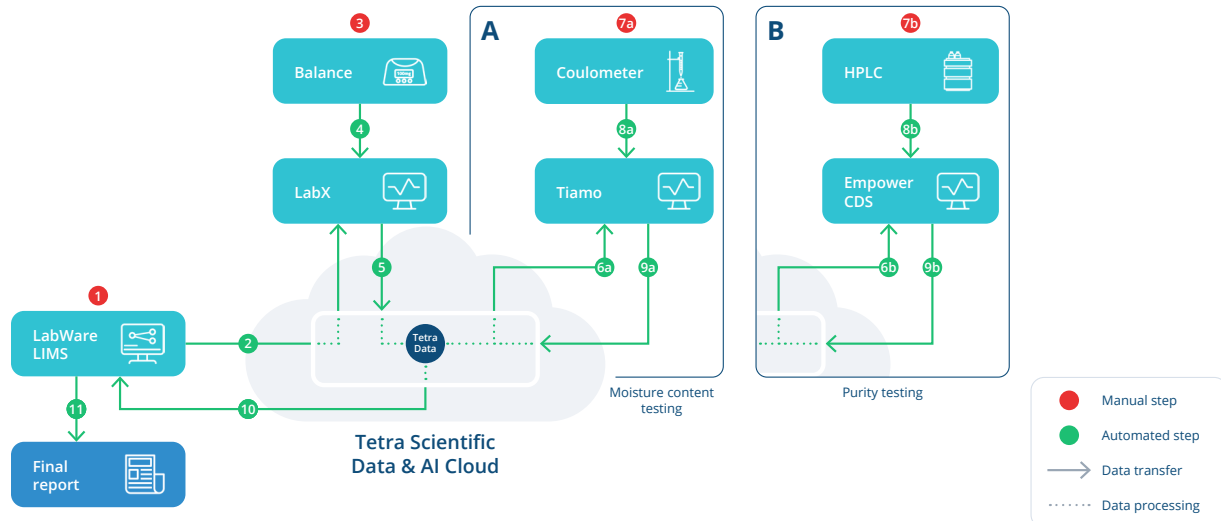 3
A
7a
B
7b
Balance
100mg
Coulometer
HPLC
4
8a
8b
LabX
Tiamo
Empower
CDS
5
6a
9a
6b
9b
1
LabWare
LIMS
2
Tetra
Data
Moisture content
testing
Purity testing
10
11
Tetra Scientific
Data & AI Cloud
Final
report
Manual step
Automated step
Data transfer
Data processing